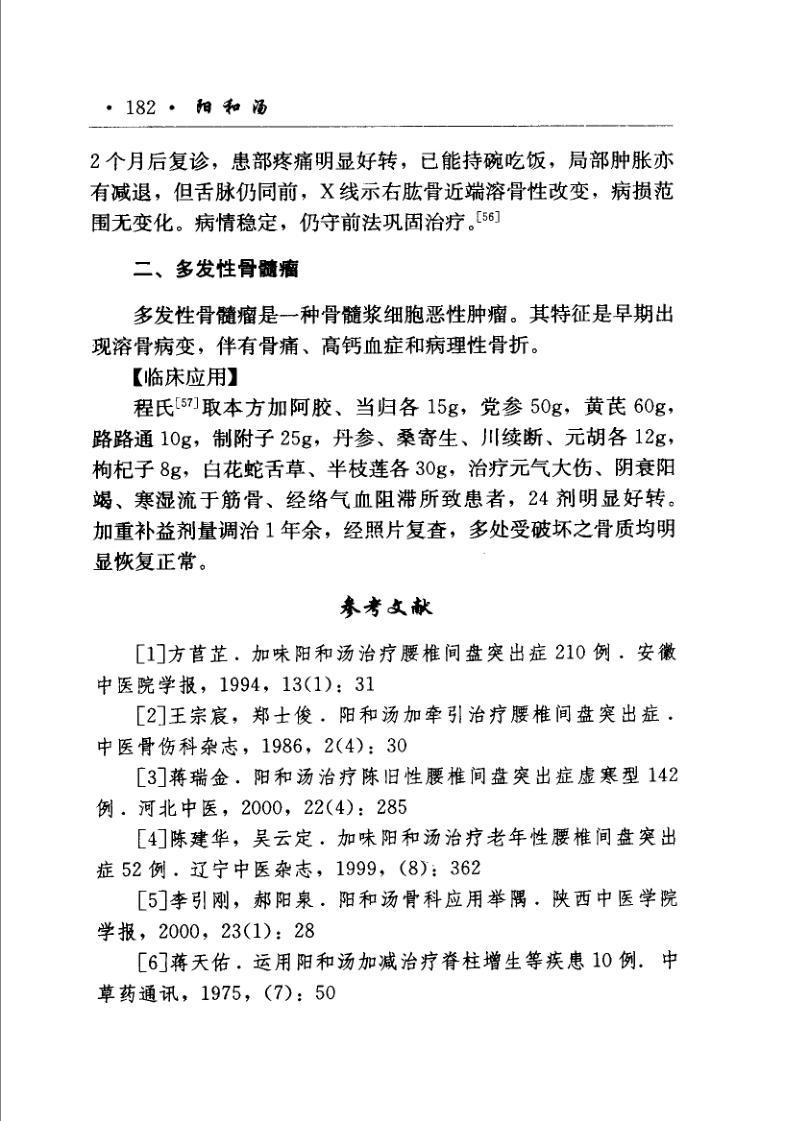 · 182 · 阳和汤
2个月后复诊，患部疼痛明显好转，已能持碗吃饭，局部肿胀亦
有减退，但舌脉仍同前，X线示右肱骨近端溶骨性改变，病损范
围无变化。病情稳定，仍守前法巩固治疗。[56]
二、多发性骨髓瘤
多发性骨髓瘤是一种骨髓浆细胞恶性肿瘤。其特征是早期出
现溶骨病变，伴有骨痛、高钙血症和病理性骨折。
【临床应用】
程氏[57]取本方加阿胶、当归各15g，党参50g，黄芪60g，
路路通10g，制附子25g，丹参、桑寄生、川续断、元胡各12g，
枸杞子8g，白花蛇舌草、半枝莲各30g，治疗元气大伤、阴衰阳
竭、寒湿流于筋骨、经络气血阻滞所致患者，24剂明显好转。
加重补益剂量调治1年余，经照片复查，多处受破坏之骨质均明
显恢复正常。
参考文献
[1]方苜芷．加味阳和汤治疗腰椎间盘突出症210例．安徽
中医院学报，1994，13(1)：31
[2]王宗宸，郑士俊．阳和汤加牵引治疗腰椎间盘突出症．
中医骨伤科杂志，1986，2(4)：30
[3]蒋瑞金．阳和汤治疗陈旧性腰椎间盘突出症虚寒型142
例．河北中医，2000，22(4)：285
[4]陈建华，吴云定．加味阳和汤治疗老年性腰椎间盘突出
症52例．辽宁中医杂志，1999，(8)：362
[5]李引刚，郝阳泉．阳和汤骨科应用举隅．陕西中医学院
学报，2000，23(1)：28
[6]蒋天佑．运用阳和汤加减治疗脊柱增生等疾患10例．中
草药通讯，1975，(7)：50